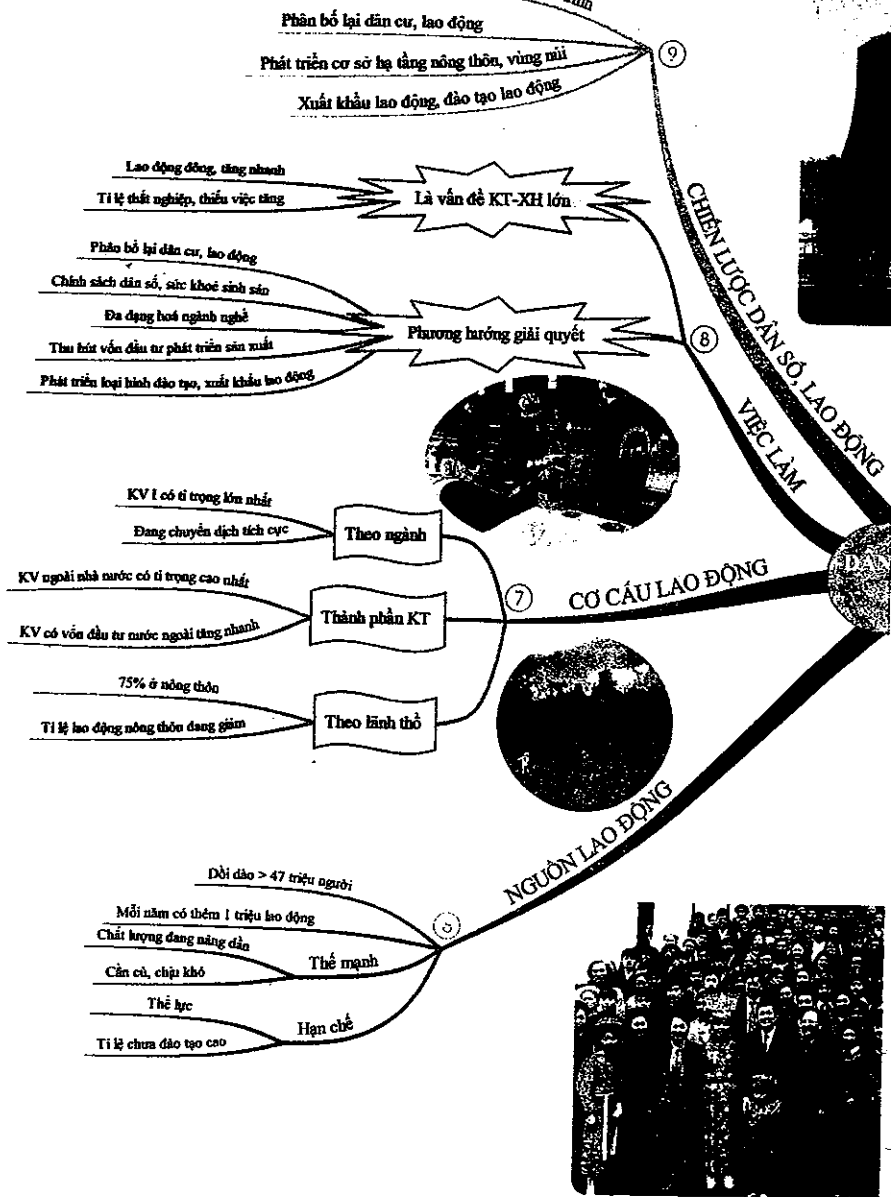 Phân bố lại dân cư, lao động
Phát triển cơ sở hạ tầng nông thôn, vùng núi
Xuất khẩu lao động, đào tạo lao động
9
CHIẾN LƯỢC DÂN SỐ, LAO ĐỘNG
Lao động đông, tăng nhanh
Tỉ lệ thất nghiệp, thiếu việc tăng
Là vấn đề KT-XH lớn
Phân bố lại dân cư, lao động
Chính sách dân số, sức khoẻ sinh sản
Đa dạng hoá ngành nghề
Thu hút vốn đầu tư phát triển sản xuất
Phát triển loại hình đào tạo, xuất khẩu lao động
Phương hướng giải quyết
8
VIỆC LÀM
KV I có tỉ trọng lớn nhất
Đang chuyển dịch tích cực
Theo ngành
KV ngoài nhà nước có tỉ trọng cao nhất
KV có vốn đầu tư nước ngoài tăng nhanh
Thành phần KT
75% ở nông thôn
Tỉ lệ lao động nông thôn đang giảm
Theo lãnh thổ
7
CƠ CẤU LAO ĐỘNG
DÂN
Dồi dào > 47 triệu người
Mỗi năm có thêm 1 triệu lao động
Chất lượng đang nâng dần
Cần cù, chịu khó
Thế mạnh
Thể lực
Tỉ lệ chưa đào tạo cao
Hạn chế
NGUỒN LAO ĐỘNG